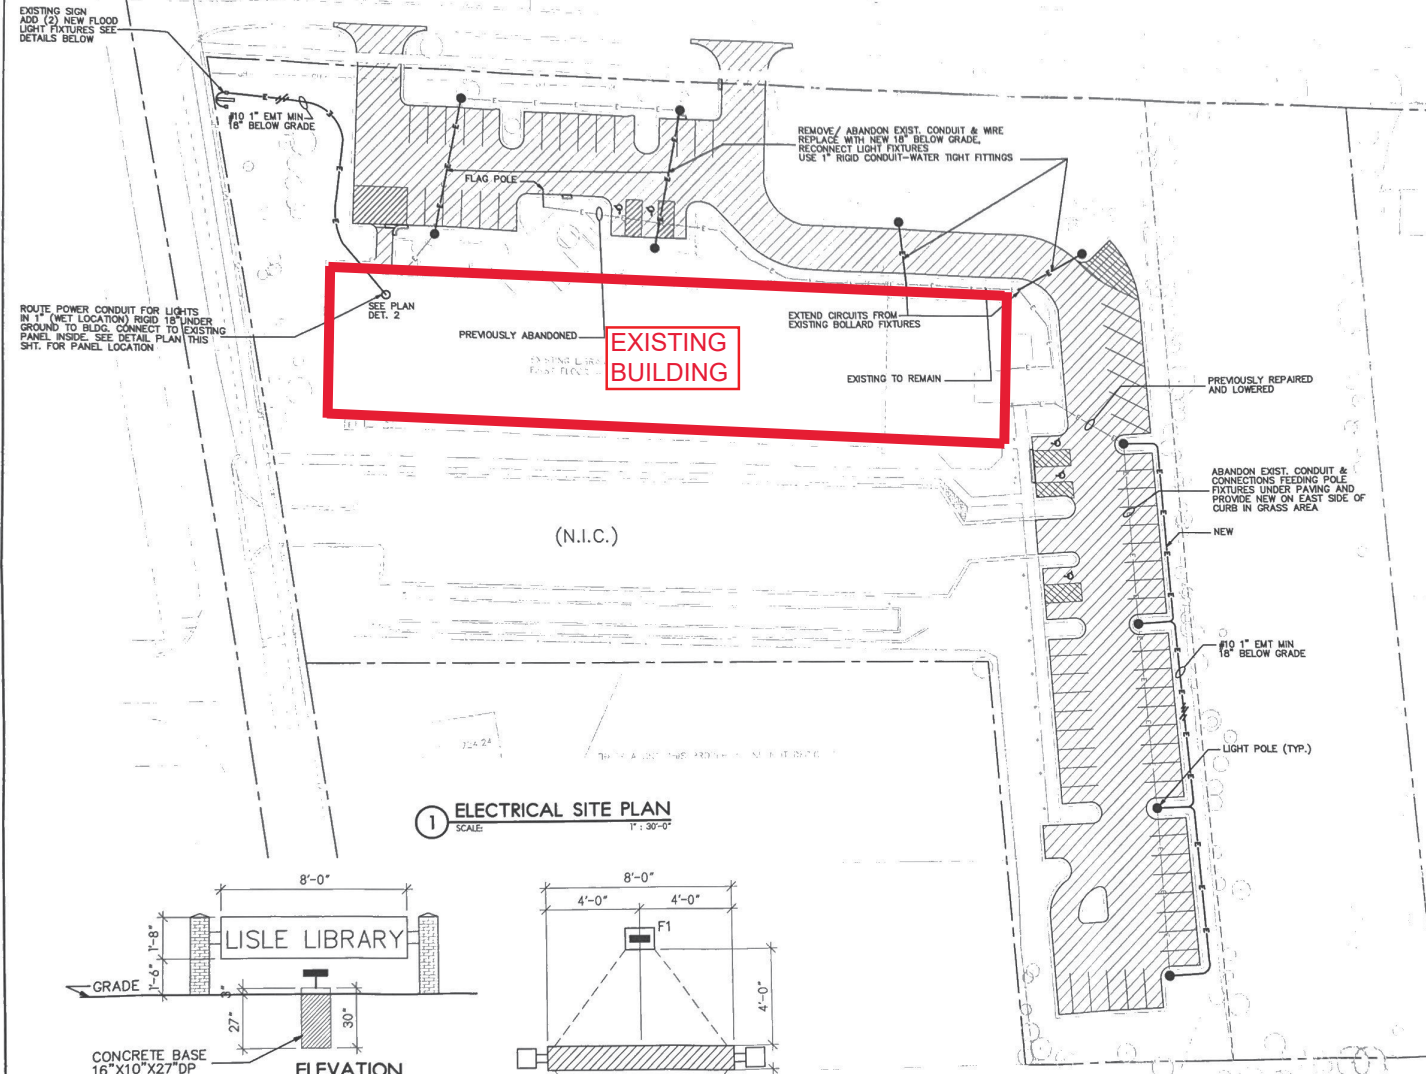 EXISTING SIGN
ADD (2) NEW FLOOD
LIGHT FIXTURES SEE
DETAILS BELOW
#10 1" EMT MIN
18" BELOW GRADE
FLAG POLE
REMOVE/ ABANDON EXIST. CONDUIT & WIRE
REPLACE WITH NEW 18" BELOW GRADE,
RECONNECT LIGHT FIXTURES
USE 1" RIGID CONDUIT-WATER TIGHT FITTINGS
ROUTE POWER CONDUIT FOR LIGHTS
IN 1" (WET LOCATION) RIGID 18" UNDER
GROUND TO BLDG. CONNECT TO EXISTING
PANEL INSIDE. SEE DETAIL PLAN THIS
SHT. FOR PANEL LOCATION
SEE PLAN
DET. 2
PREVIOUSLY ABANDONED
EXISTING
BUILDING
EXTEND CIRCUITS FROM
EXISTING BOLLARD FIXTURES
EXISTING TO REMAIN
PREVIOUSLY REPAIRED
AND LOWERED
ABANDON EXIST. CONDUIT &
CONNECTIONS FEEDING POLE
FIXTURES UNDER PAVING AND
PROVIDE NEW ON EAST SIDE OF
CURB IN GRASS AREA
NEW
(N.I.C.)
#10 1" EMT MIN
18" BELOW GRADE
LIGHT POLE (TYP.)
1
ELECTRICAL SITE PLAN
SCALE: 1" : 30'-0"
8'-0"
1'-8"
LISLE LIBRARY
1'-6"
GRADE
3"
27"
30"
CONCRETE BASE
16"X10"X27"DP
ELEVATION
8'-0"
4'-0" 4'-0"
F1
4'-0"